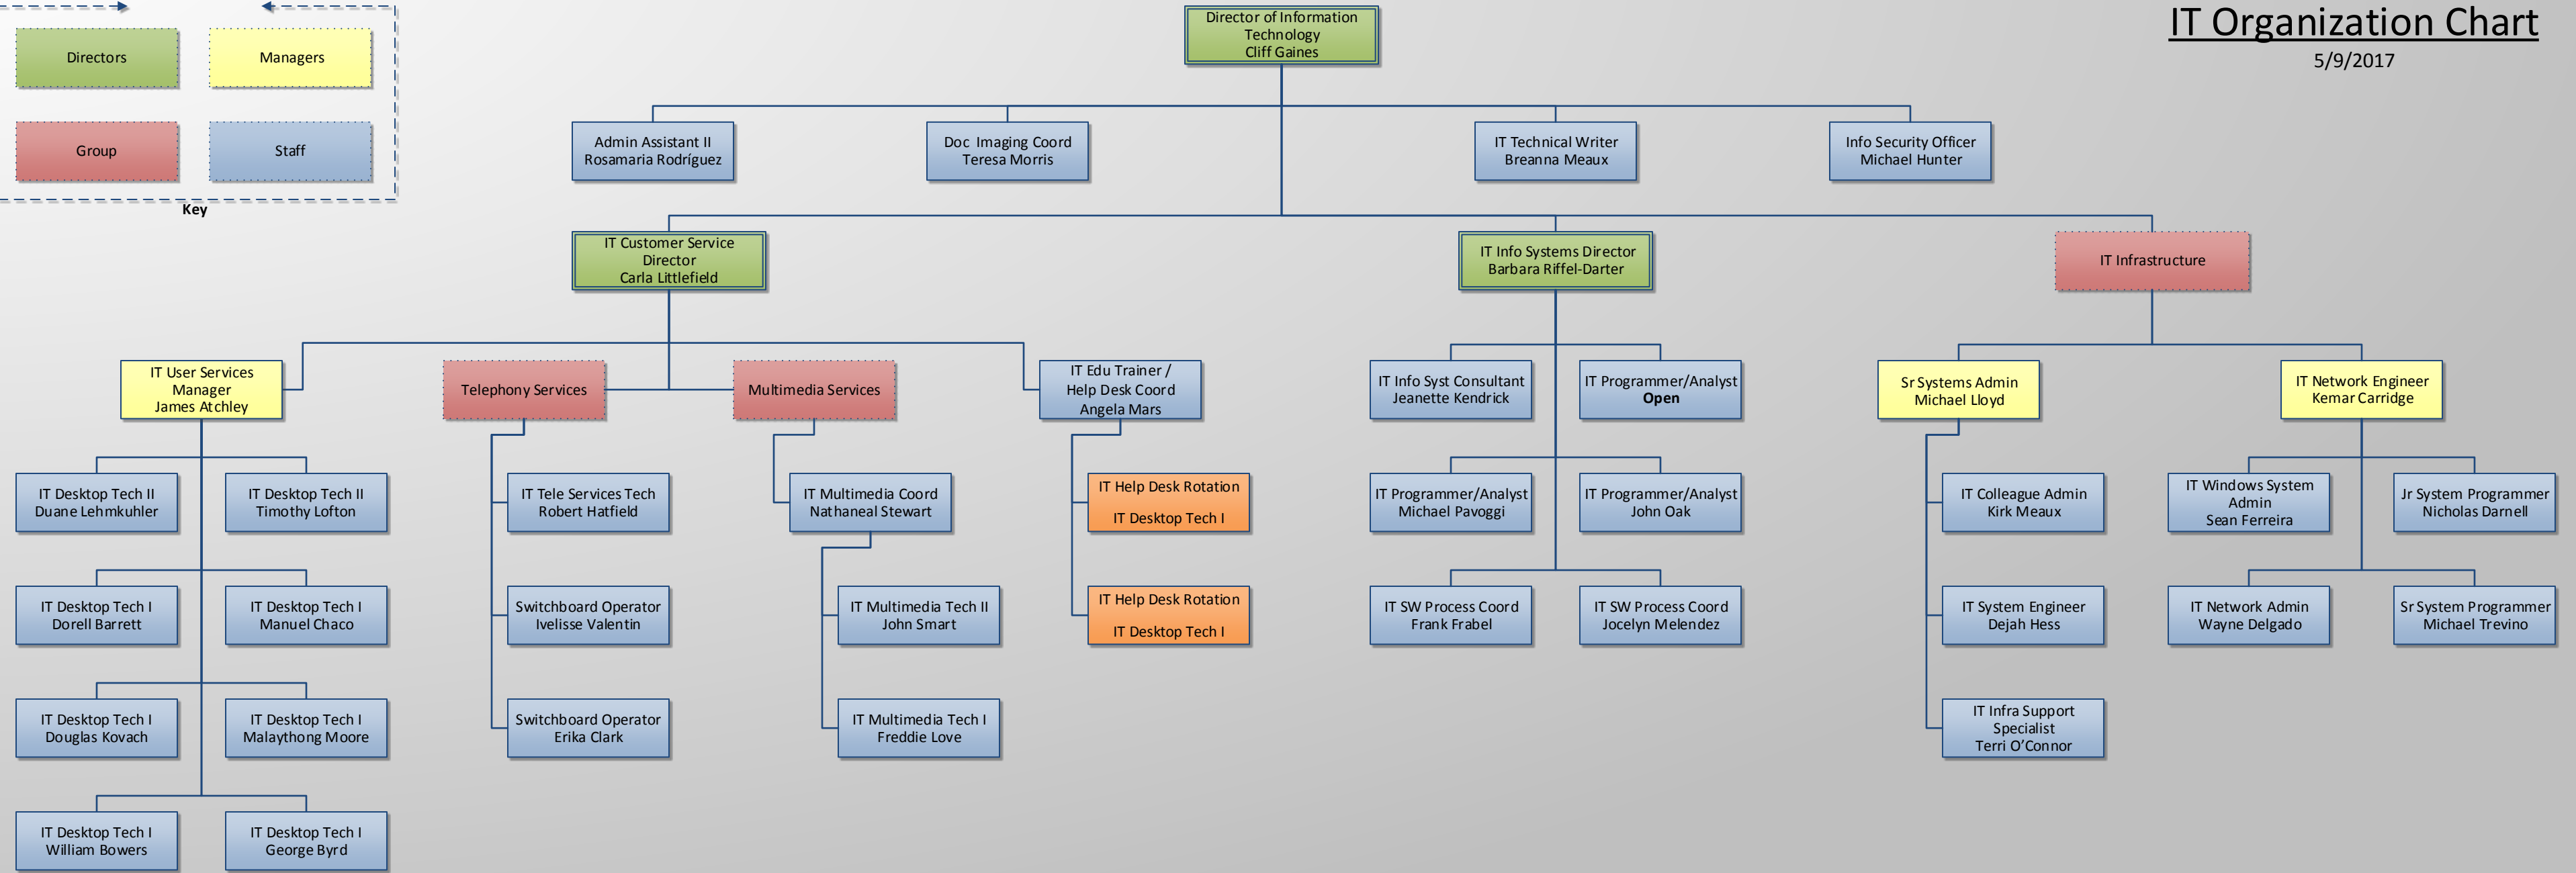 IT Organization Chart
5/9/2017
Directors
Managers
Group
Staff
Key
Director of Information
Technology
Cliff Gaines
Admin Assistant II
Rosamaria Rodríguez
Doc Imaging Coord
Teresa Morris
IT Technical Writer
Breanna Meaux
Info Security Officer
Michael Hunter
IT Customer Service
Director
Carla Littlefield
IT Info Systems Director
Barbara Riffel-Darter
IT Infrastructure
IT User Services
Manager
James Atchley
Telephony Services
Multimedia Services
IT Edu Trainer /
Help Desk Coord
Angela Mars
IT Info Syst Consultant
Jeanette Kendrick
IT Programmer/Analyst
Open
Sr Systems Admin
Michael Lloyd
IT Network Engineer
Kemar Carridge
IT Desktop Tech II
Duane Lehmkuhler
IT Desktop Tech II
Timothy Lofton
IT Tele Services Tech
Robert Hatfield
IT Multimedia Coord
Nathaneal Stewart
IT Help Desk Rotation
IT Desktop Tech I
IT Programmer/Analyst
Michael Pavoggi
IT Programmer/Analyst
John Oak
IT Colleague Admin
Kirk Meaux
IT Windows System
Admin
Sean Ferreira
Jr System Programmer
Nicholas Darnell
IT Desktop Tech I
Dorell Barrett
IT Desktop Tech I
Manuel Chaco
Switchboard Operator
Ivelisse Valentin
IT Multimedia Tech II
John Smart
IT Help Desk Rotation
IT Desktop Tech I
IT SW Process Coord
Frank Frabel
IT SW Process Coord
Jocelyn Melendez
IT System Engineer
Dejah Hess
IT Network Admin
Wayne Delgado
Sr System Programmer
Michael Trevino
IT Desktop Tech I
Douglas Kovach
IT Desktop Tech I
Malaythong Moore
Switchboard Operator
Erika Clark
IT Multimedia Tech I
Freddie Love
IT Infra Support
Specialist
Terri O’Connor
IT Desktop Tech I
William Bowers
IT Desktop Tech I
George Byrd